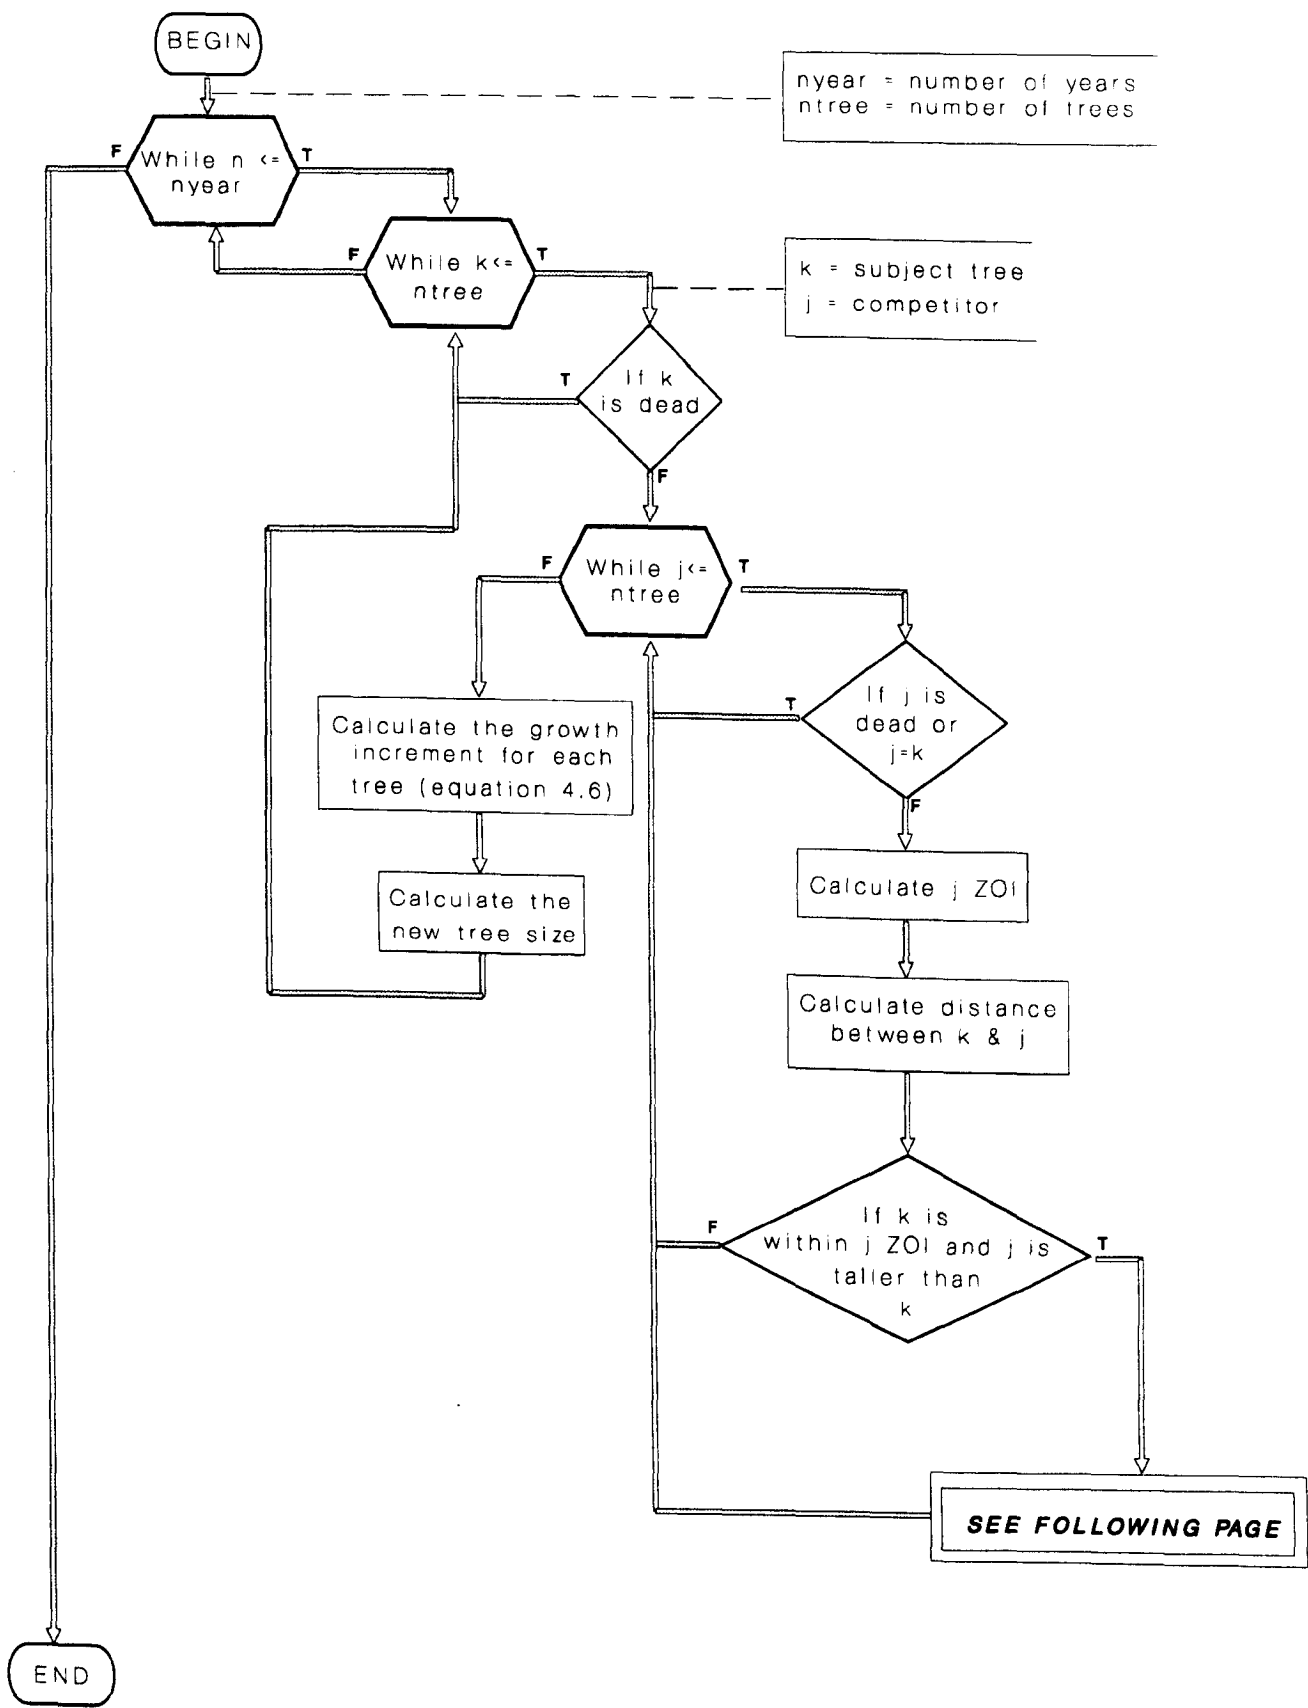 BEGIN
nyear = number of years
ntree = number of trees
F
While n <=
nyear
T
F
While k<=
ntree
T
k = subject tree
j = competitor
T
If k
is dead
F
F
While j<=
ntree
T
Calculate the growth
increment for each
tree (equation 4.6)
T
If j is
dead or
j=k
F
Calculate the
new tree size
Calculate j ZOI
Calculate distance
between k & j
F
If k is
within j ZOI and j is
taller than
k
T
SEE FOLLOWING PAGE
END